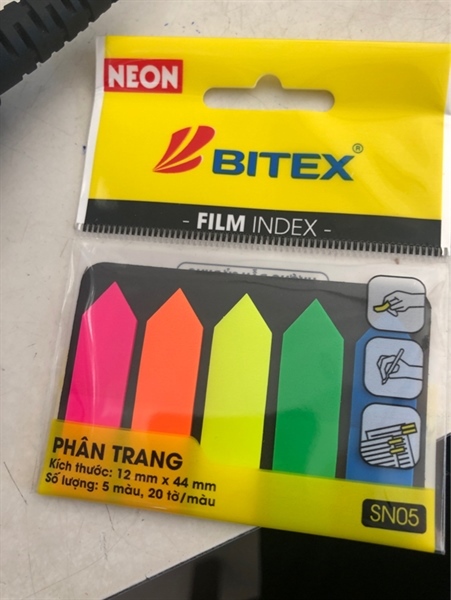 NEON
BITEX®
- FILM INDEX -
PHÂN TRANG
Kích thước: 12 mm x 44 mm
Số lượng: 5 màu, 20 tờ/màu
SN05